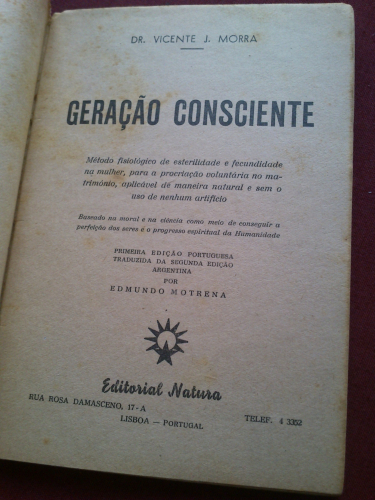 DR. VICENTE J. MORRA
GERAÇÃO CONSCIENTE
Método fisiológico de esterilidade e fecundidade
na mulher, para a procriação voluntária no ma-
trimónio, aplicável de maneira natural e sem o
uso de nenhum artifício
Baseado na moral e na ciência como meio de conseguir a
perfeição dos seres é o progresso espiritual da Humanidade
PRIMEIRA EDIÇÃO PORTUGUESA
TRADUZIDA DA SEGUNDA EDIÇÃO
ARGENTINA
POR
EDMUNDO MOTRENA
Editorial Natura
RUA ROSA DAMASCENO, 17-A
LISBOA — PORTUGAL
TELEF. 4 3352